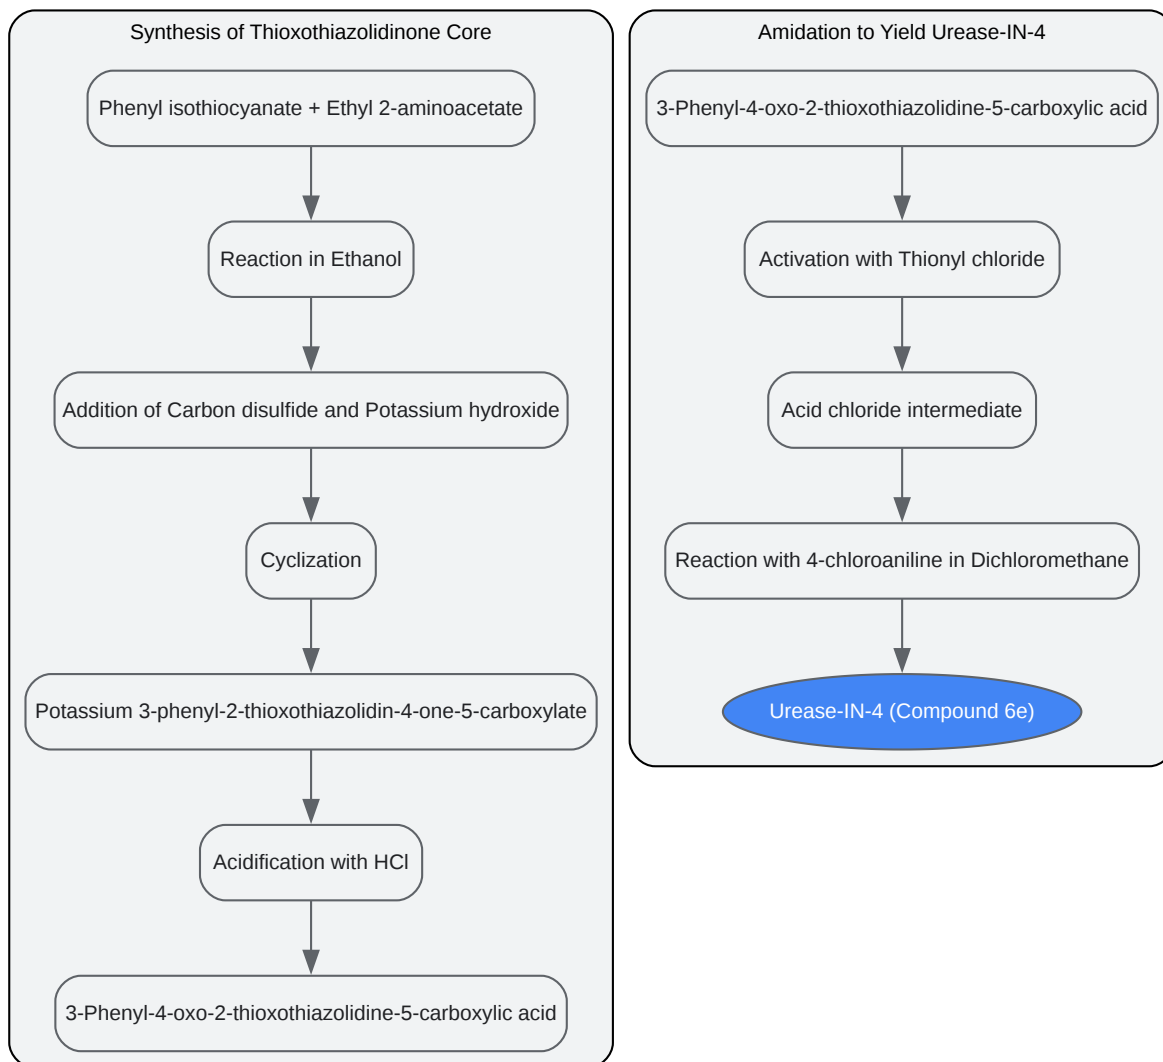 Synthesis of Thioxothiazolidinone Core
Phenyl isothiocyanate + Ethyl 2-aminoacetate
Reaction in Ethanol
Addition of Carbon disulfide and Potassium hydroxide
Cyclization
Potassium 3-phenyl-2-thioxothiazolidin-4-one-5-carboxylate
Acidification with HCl
3-Phenyl-4-oxo-2-thioxothiazolidine-5-carboxylic acid
Amidation to Yield Urease-IN-4
3-Phenyl-4-oxo-2-thioxothiazolidine-5-carboxylic acid
Activation with Thionyl chloride
Acid chloride intermediate
Reaction with 4-chloroaniline in Dichloromethane
Urease-IN-4 (Compound 6e)